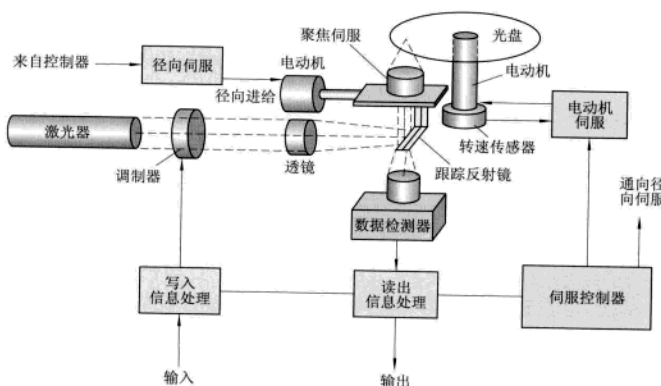 聚焦伺服
光盘
来自控制器
径向伺服
电动机
径向进给
电动机
电动机
伺服
激光器
调制器
透镜
转速传感器
跟踪反射镜
通向径
向伺服
数据检测器
写入
信息处理
读出
信息处理
伺服控制器
输入
输出